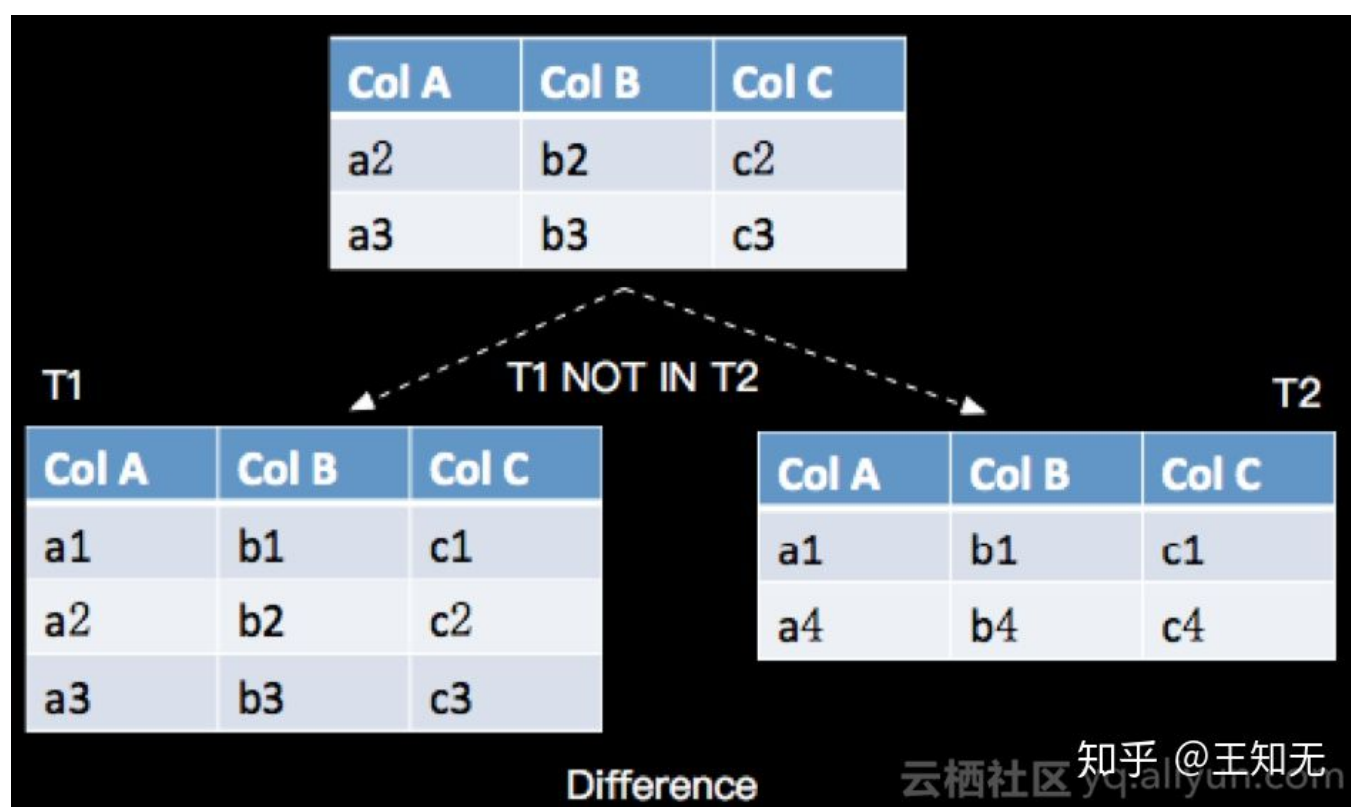 Col A Col B Col C
a2 b2 c2
a3 b3 c3
T1 NOT IN T2
T1
Col A Col B Col C
a1 b1 c1
a2 b2 c2
a3 b3 c3
T2
Col A Col B Col C
a1 b1 c1
a4 b4 c4
Difference
云栖社区 yq.aliyun.com
知乎 @王知无